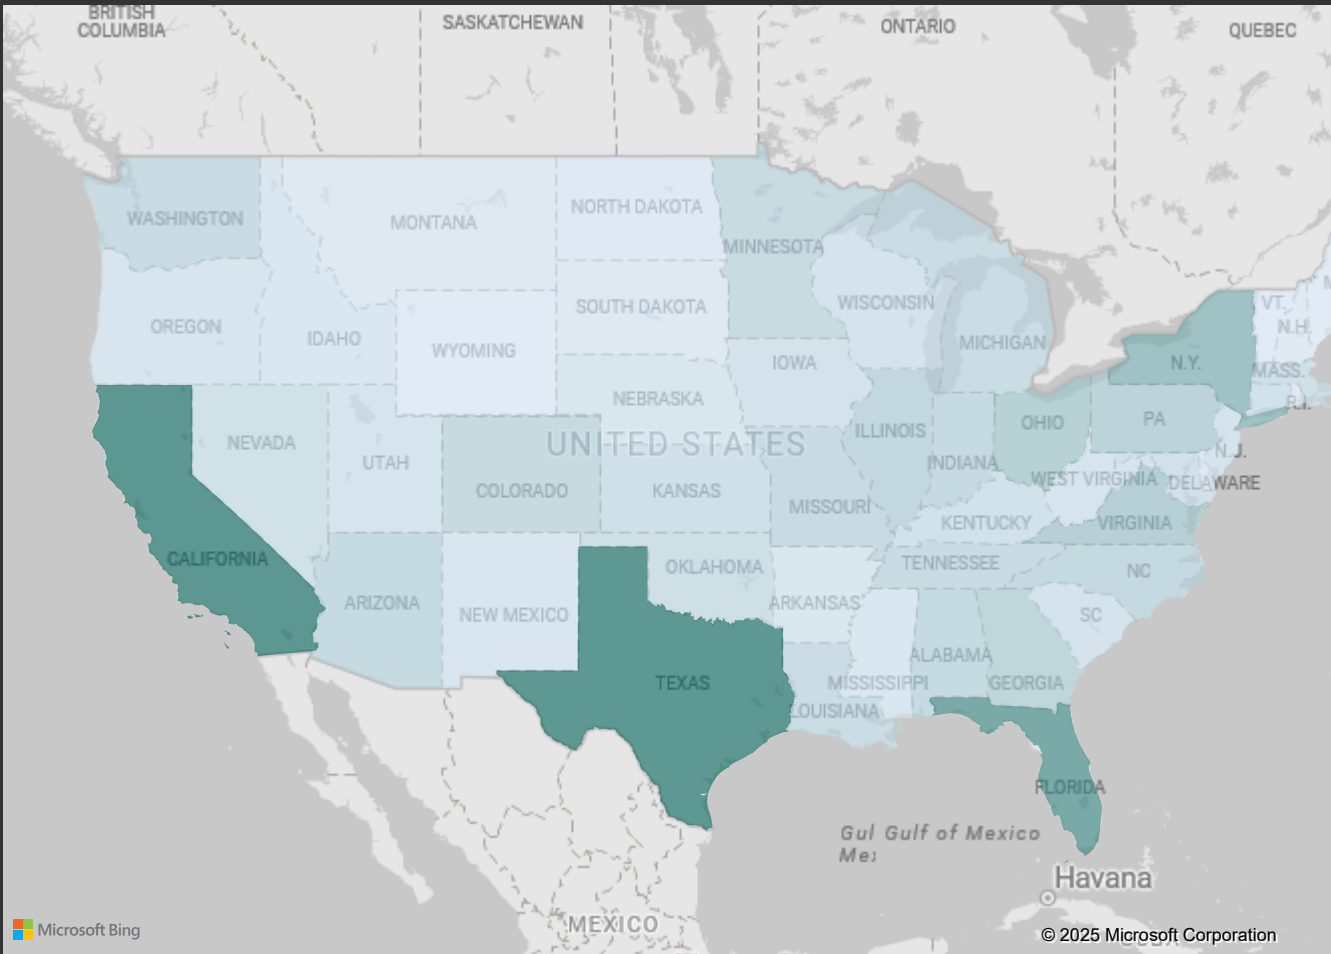 BRITISH
COLUMBIA
SASKATCHEWAN
ONTARIO
QUEBEC
WASHINGTON
MONTANA
NORTH DAKOTA
MINNESOTA
SOUTH DAKOTA
WISCONSIN
VT.
N.H.
OREGON
IDAHO
WYOMING
MICHIGAN
IOWA
N.Y.
MASS.
R.I.
NEBRASKA
NEVADA
UTAH
UNITED STATES
ILLINOIS
OHIO
PA
N.J.
COLORADO
KANSAS
INDIANA
WEST VIRGINIA
DELAWARE
MISSOURI
KENTUCKY
VIRGINIA
CALIFORNIA
OKLAHOMA
TENNESSEE
NC
ARIZONA
NEW MEXICO
ARKANSAS
SC
TEXAS
ALABAMA
MISSISSIPPI
GEORGIA
LOUISIANA
FLORIDA
Gul Gulf of Mexico
Havana
MEXICO
Microsoft Bing
© 2025 Microsoft Corporation